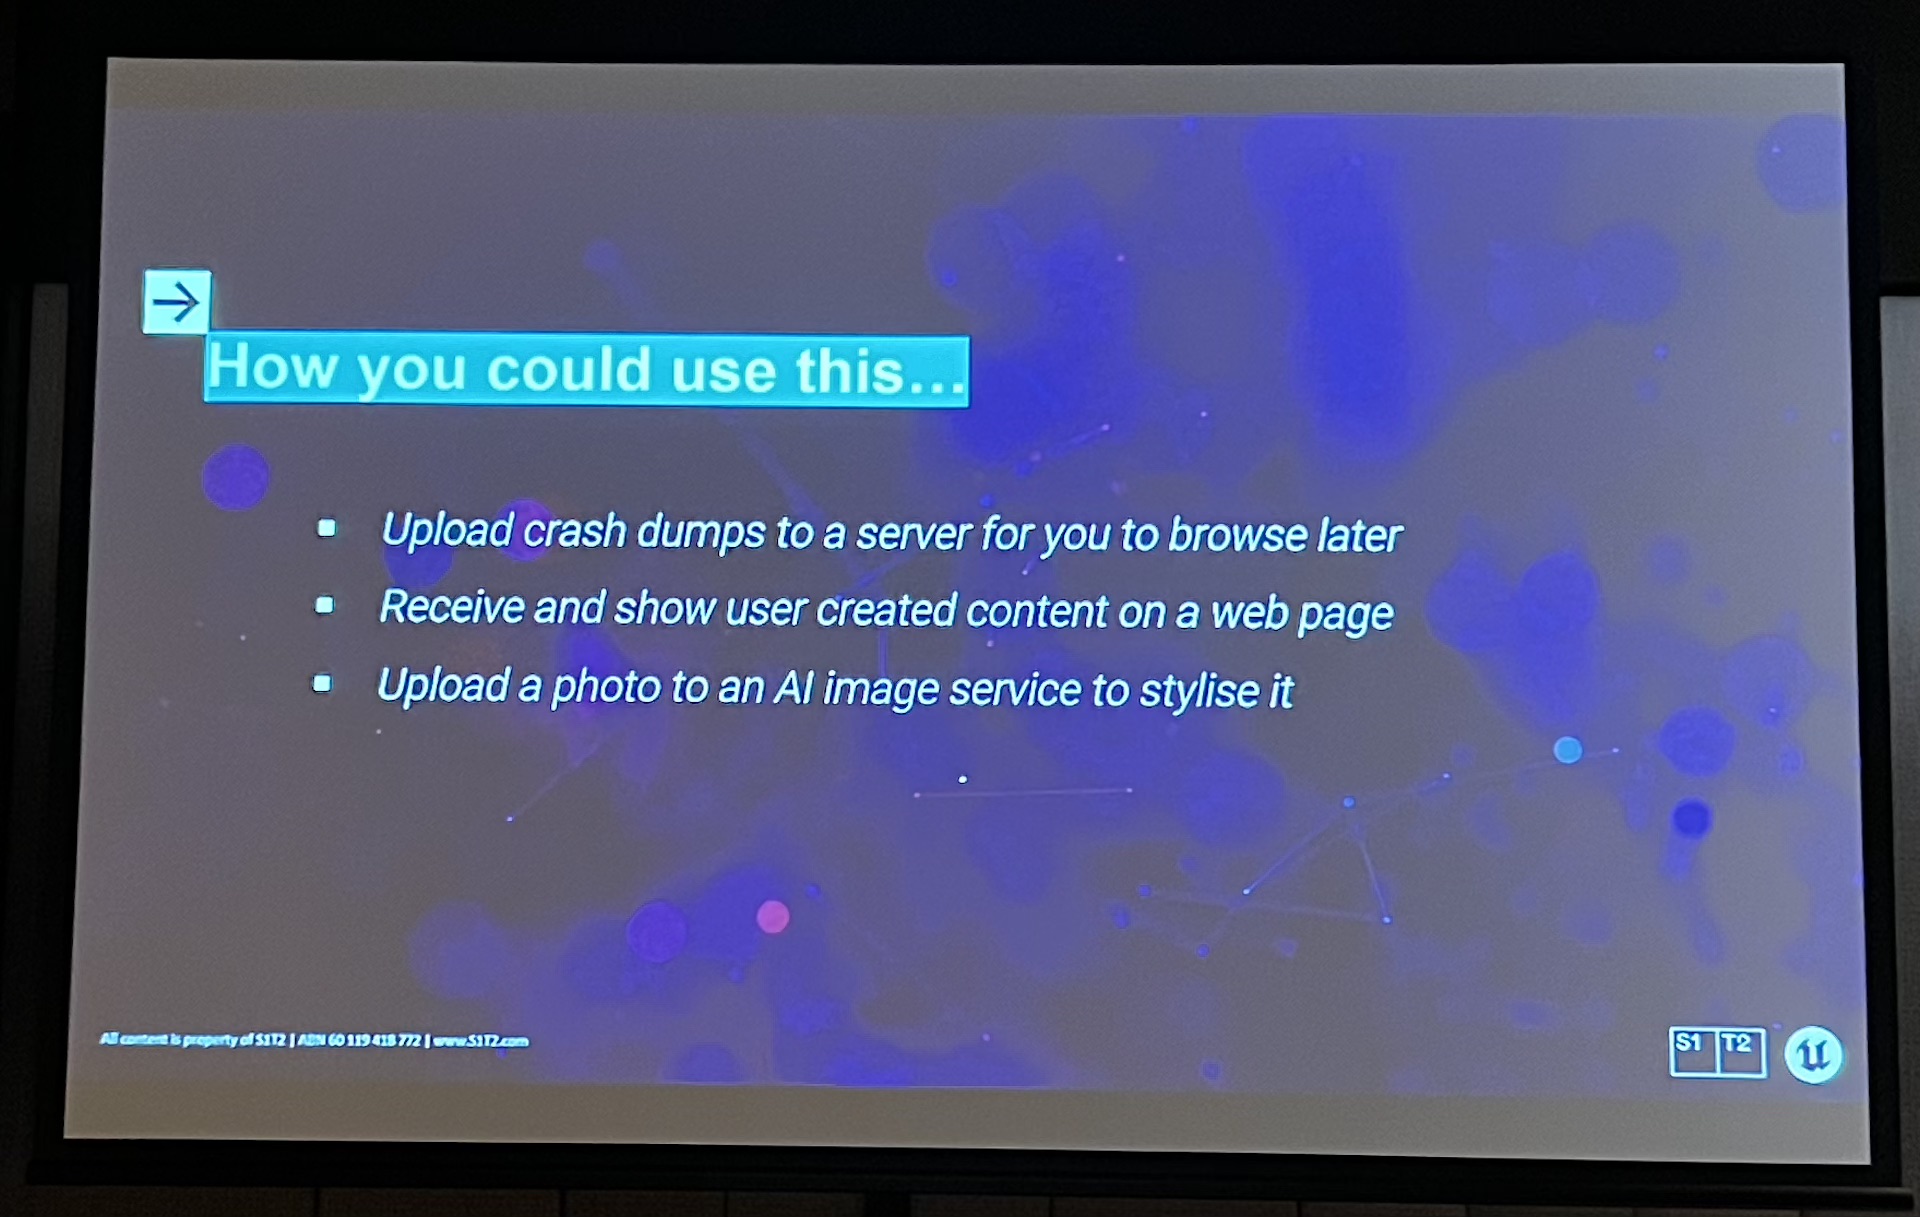 How you could use this...
Upload crash dumps to a server for you to browse later
Receive and show user created content on a web page
Upload a photo to an AI image service to stylise it
All content is property of S1T2 | ABN 60 119 418 772 | www.S1T2.com
S1 T2